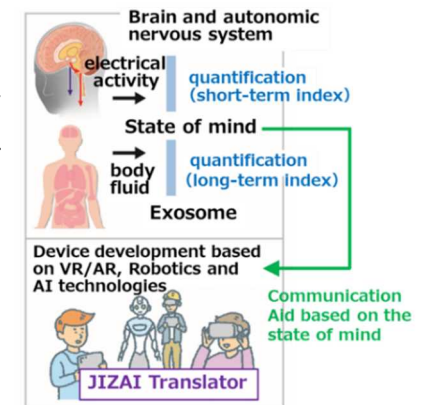 Brain and autonomic
nervous system
electrical
activity
quantification
(short-term index)
State of mind
body
fluid
quantification
(long-term index)
Exosome
Device development based
on VR/AR, Robotics and
AI technologies
Communication
Aid based on the
state of mind
JIZAI Translator